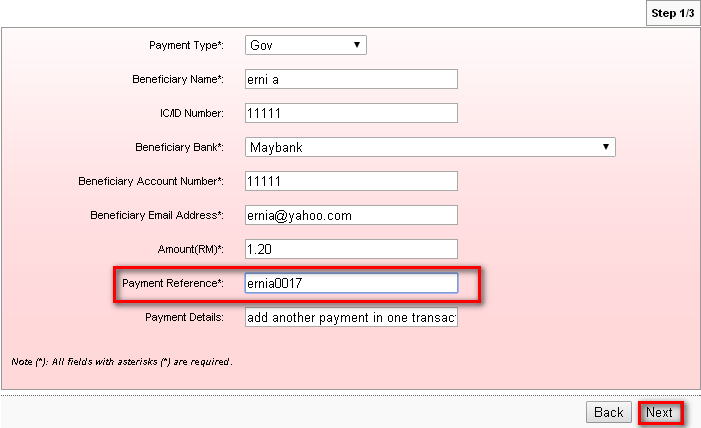 Step 1/3
Payment Type*: Gov
Beneficiary Name*: erni a
IC/ID Number: 11111
Beneficiary Bank*: Maybank
Beneficiary Account Number*: 11111
Beneficiary Email Address*: ernia@yahoo.com
Amount(RM)*: 1.20
Payment Reference*: ernia0017
Payment Details: add another payment in one transac
Note (*): All fields with asterisks (*) are required.
Back Next